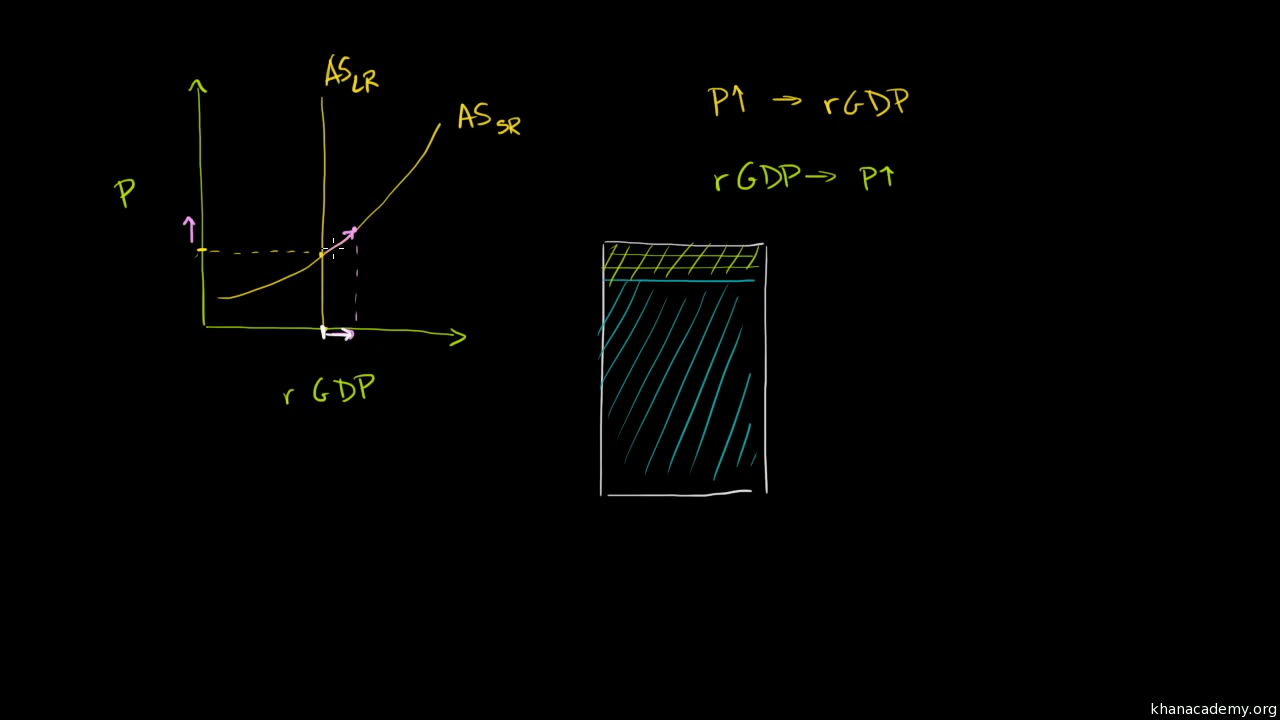 AS_LR
AS_SR
P
r GDP
P↑ → rGDP
rGDP → P↑
khanacademy.org